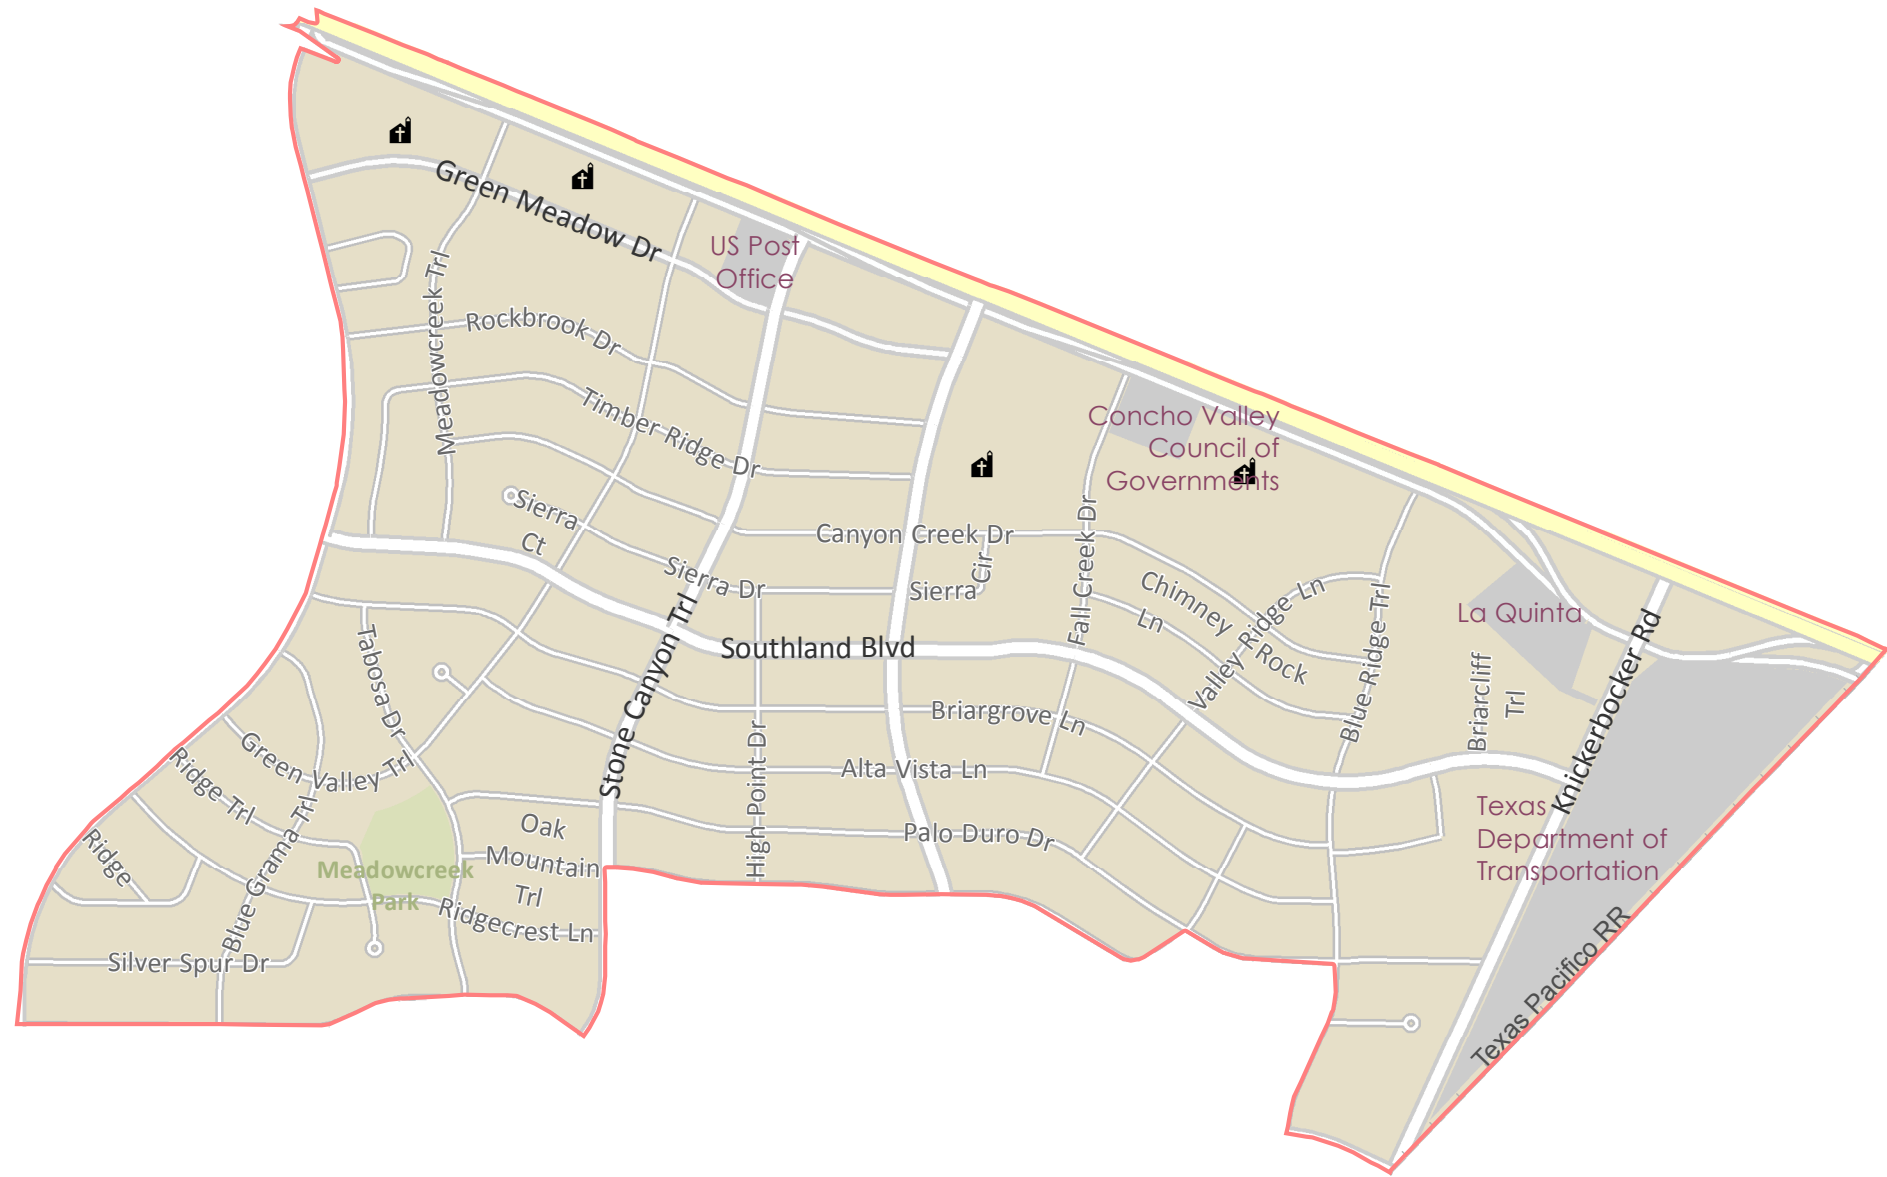 Green Meadow Dr
US Post
Office
Meadowcreek Trl
Rockbrook Dr
Timber Ridge Dr
Concho Valley
Council of
Governments
Sierra
Ct
Canyon Creek Dr
Fall Creek Dr
Sierra Dr
Sierra
Cir
Chimney
Rock
Ln
Valley Ridge Ln
Blue Ridge Trl
La Quinta
Knickerbocker Rd
Tabosa Dr
Stone Canyon Trl
Southland Blvd
Briarcliff
Trl
Briargrove Ln
Green Valley Trl
Ridge Trl
High Point Dr
Alta Vista Ln
Blue Grama Trl
Oak
Mountain
Trl
Palo Duro Dr
Texas
Department of
Transportation
Ridge
Meadowcreek
Park
Ridgecrest Ln
Silver Spur Dr
Texas Pacifico RR